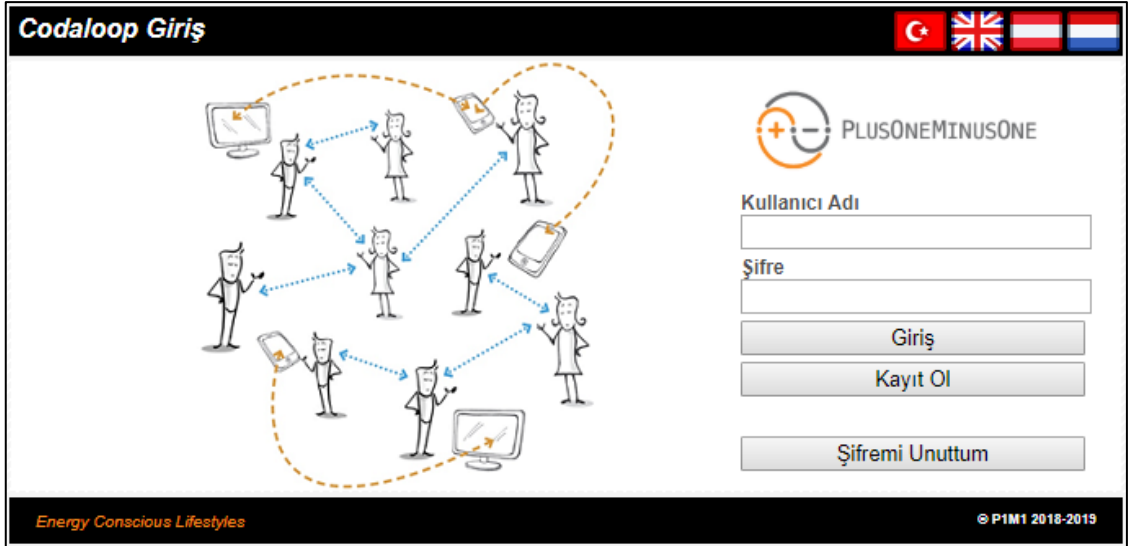 Codaloop Giriş
PLUSONEMINUSONE
Kullanıcı Adı
Şifre
Giriş
Kayıt Ol
Şifremi Unuttum
Energy Conscious Lifestyles
© P1M1 2018-2019